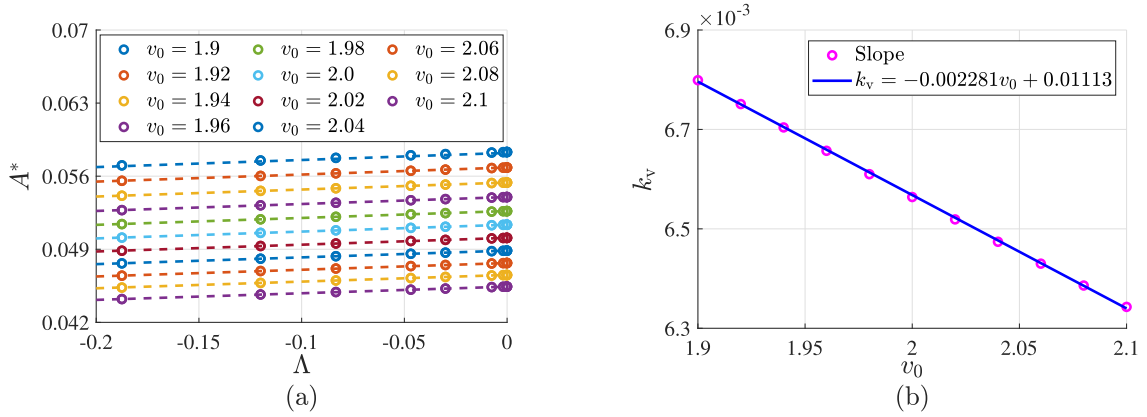 0.07
v₀ = 1.9 v₀ = 1.98 v₀ = 2.06
v₀ = 1.92 v₀ = 2.0 v₀ = 2.08
v₀ = 1.94 v₀ = 2.02 v₀ = 2.1
v₀ = 1.96 v₀ = 2.04
0.063
0.056
0.049
0.042
A*
-0.2 -0.15 -0.1 -0.05 0
Λ
(a)
×10⁻³
6.9
Slope
kᵥ = −0.002281v₀ + 0.01113
6.7
6.5
6.3
kᵥ
1.9 1.95 2 2.05 2.1
v₀
(b)